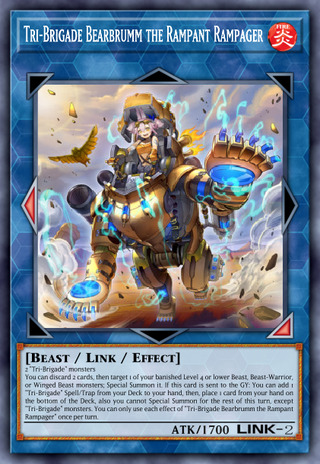 Tri-Brigade Bearbrumm the Rampant Rampager
FIRE
炎
[Beast / Link / Effect]
2 "Tri-Brigade" monsters
You can discard 2 cards, then target 1 of your banished Level 4 or lower Beast, Beast-Warrior,
or Winged Beast monsters; Special Summon it. If this card is sent to the GY: You can add 1
"Tri-Brigade" Spell/Trap from your Deck to your hand, then, place 1 card from your hand on
the bottom of the Deck, also you cannot Special Summon for the rest of this turn, except
"Tri-Brigade" monsters. You can only use each effect of "Tri-Brigade Bearbrumm the Rampant
Rampager" once per turn.
ATK/1700 LINK-2